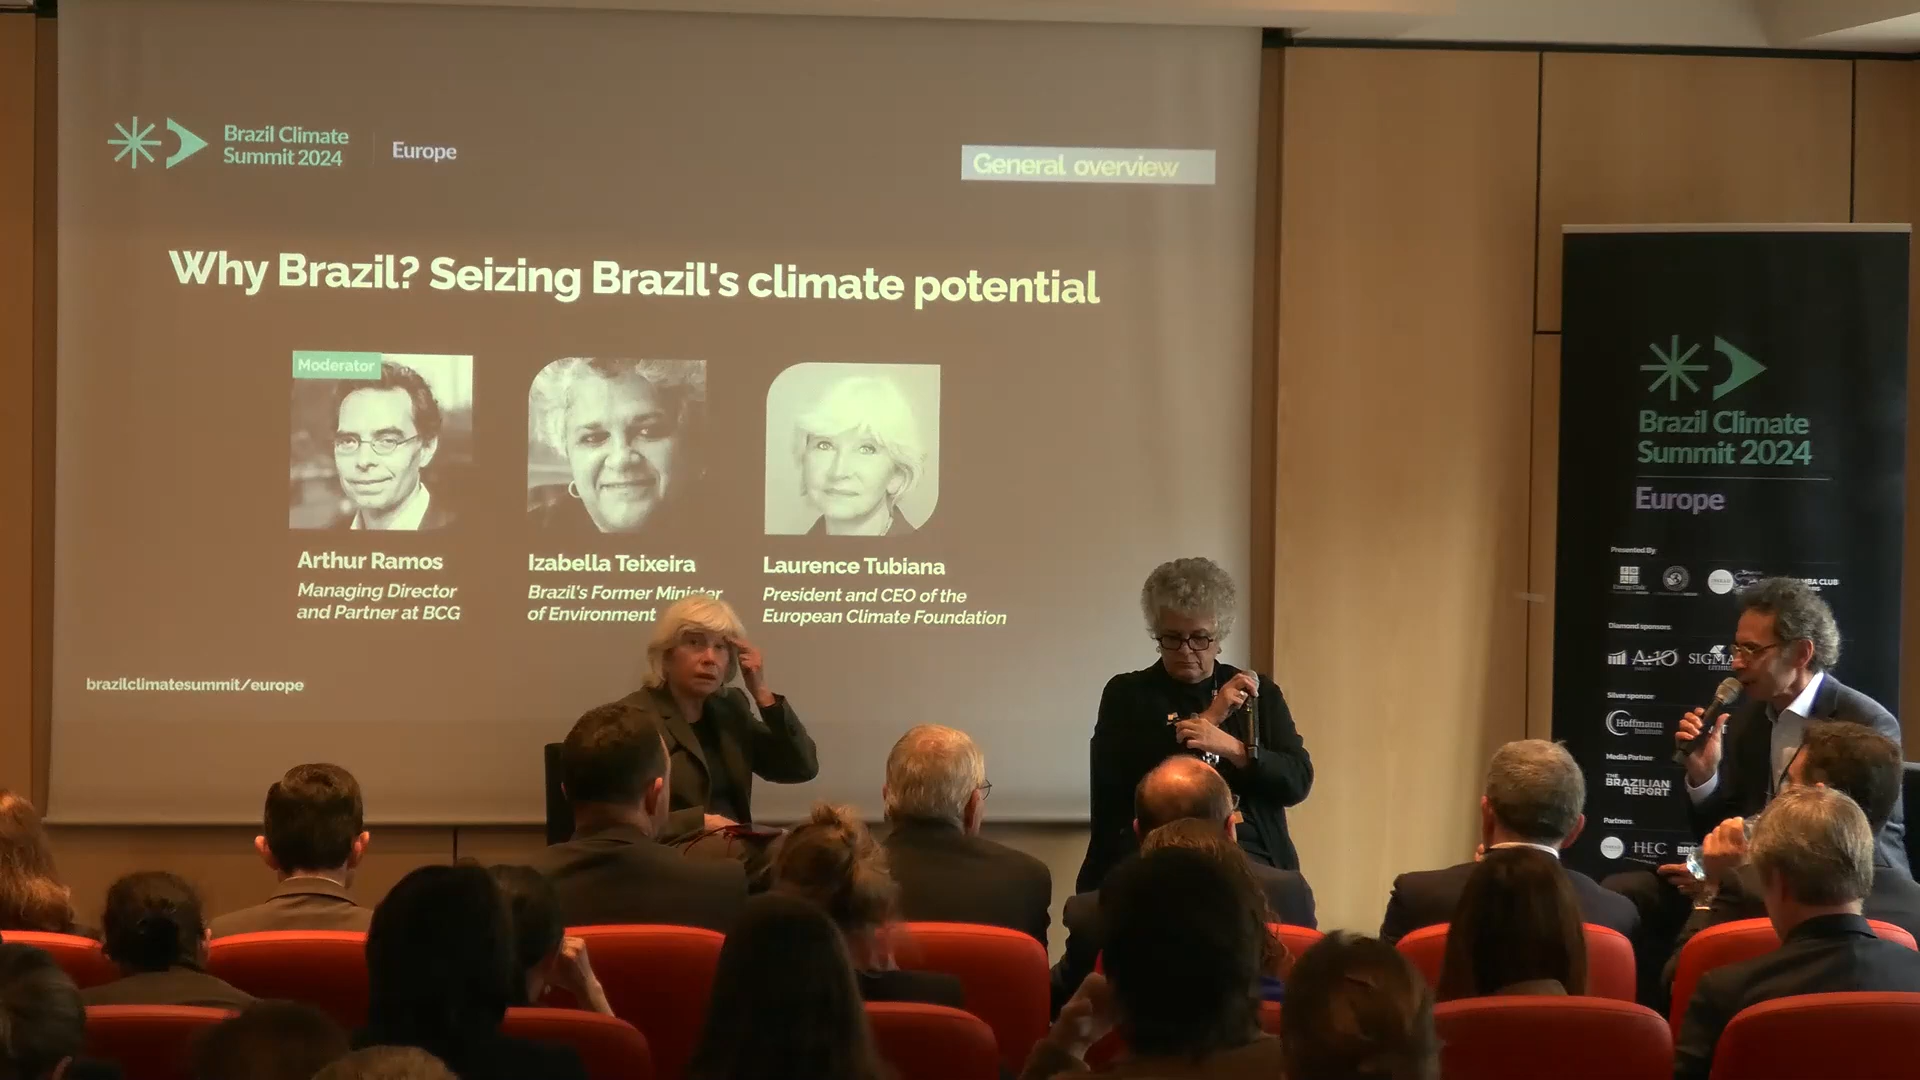 Brazil Climate
Summit 2024
Europe
General overview
Why Brazil? Seizing Brazil's climate potential
Moderator
Arthur Ramos
Managing Director
and Partner at BCG
Izabella Teixeira
Brazil's Former Minister
of Environment
Laurence Tubiana
President and CEO of the
European Climate Foundation
brazilclimatesummit/europe
Brazil Climate
Summit 2024
Europe
Presented By
Diamond sponsors
A:10
SIGMA
Silver sponsor
Hoffmann
Institute
Media Partner
THE
BRAZILIAN
REPORT
Partners
HEC